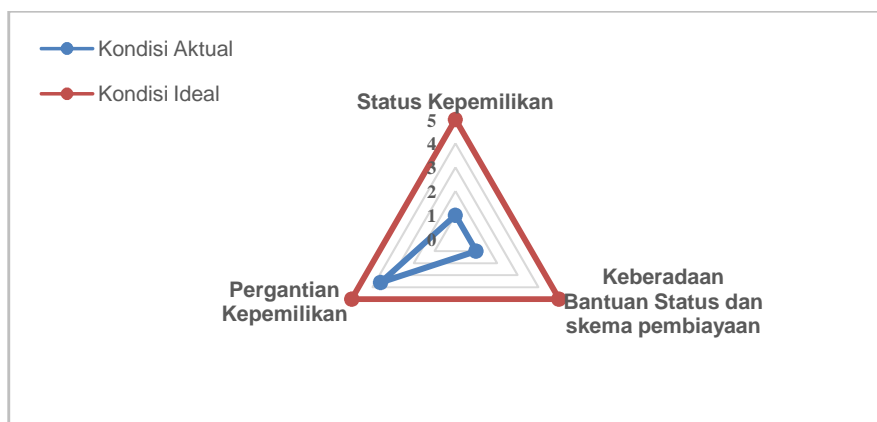 Kondisi Aktual
Kondisi Ideal
Status Kepemilikan
5
4
3
2
1
0
Keberadaan
Bantuan Status dan
skema pembiayaan
Pergantian
Kepemilikan